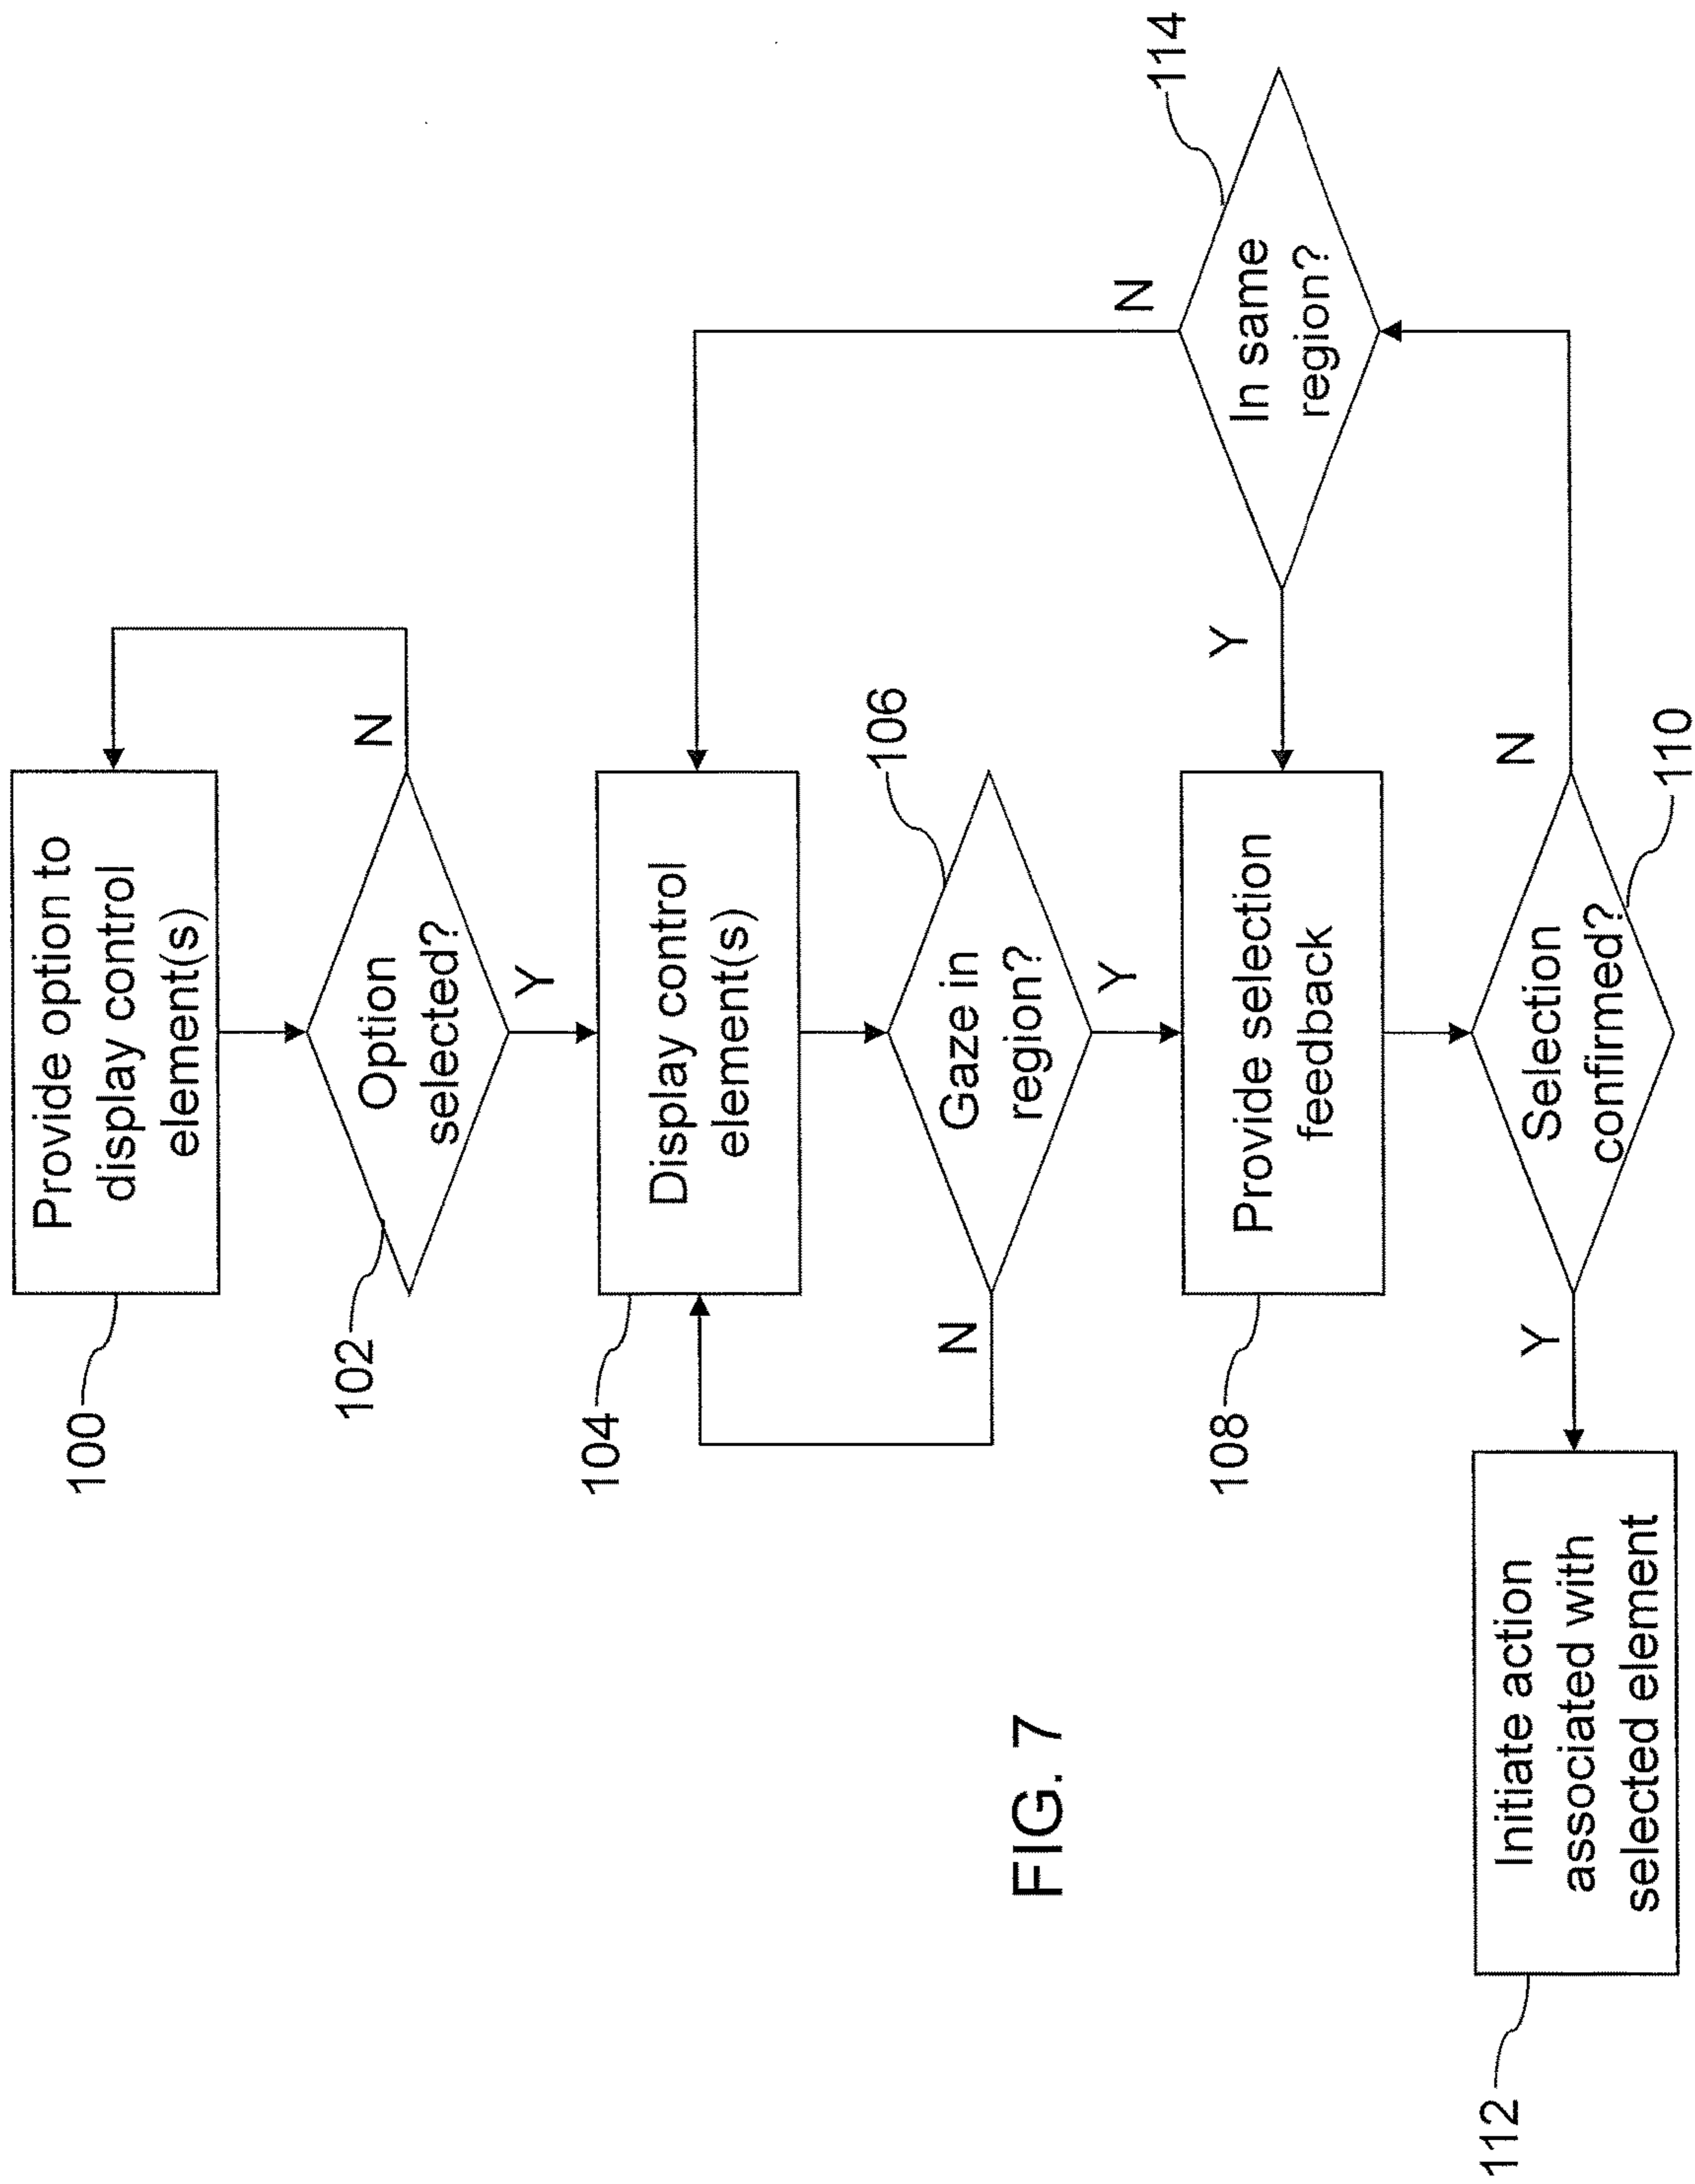 100
Provide option to
display control
element(s)
102
Option
selected?
N
Y
104
Display control
element(s)
106
Gaze in
region?
N
Y
108
Provide selection
feedback
110
Selection
confirmed?
Y
N
112
Initiate action
associated with
selected element
114
In same
region?
N
Y
FIG. 7